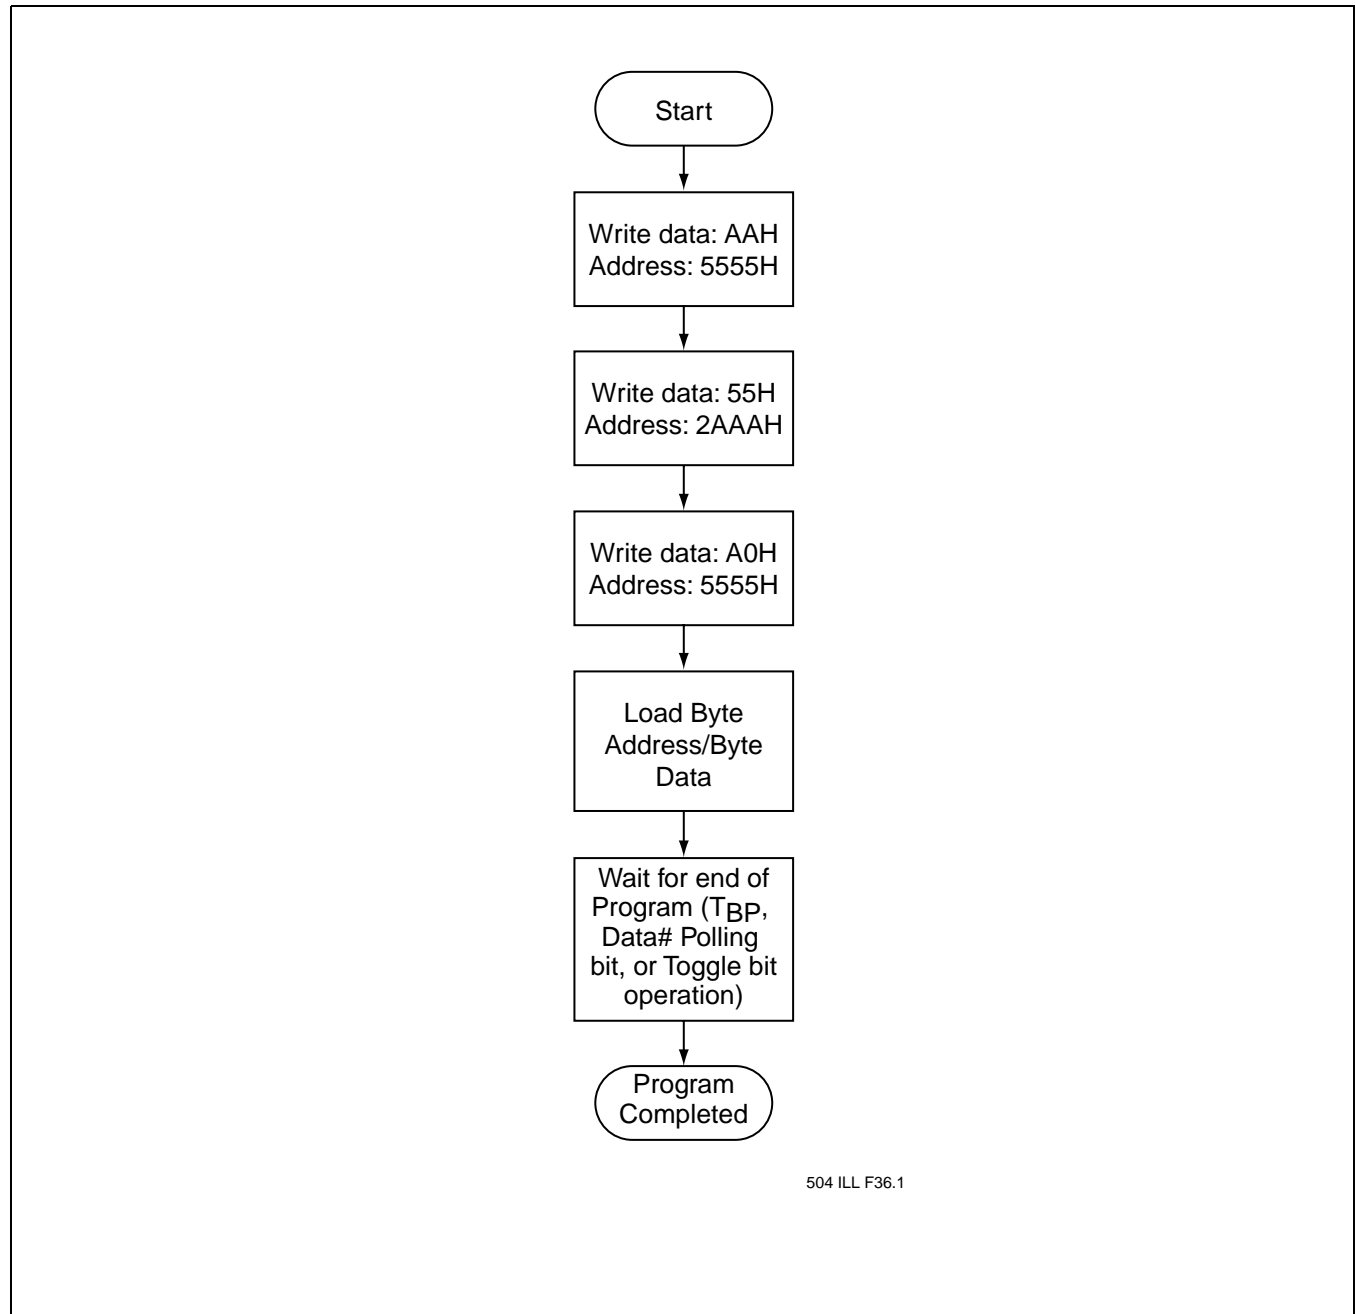 Start
Write data: AAH
Address: 5555H
Write data: 55H
Address: 2AAAH
Write data: A0H
Address: 5555H
Load Byte
Address/Byte
Data
Wait for end of
Program (TBP,
Data# Polling
bit, or Toggle bit
operation)
Program
Completed
504 ILL F36.1